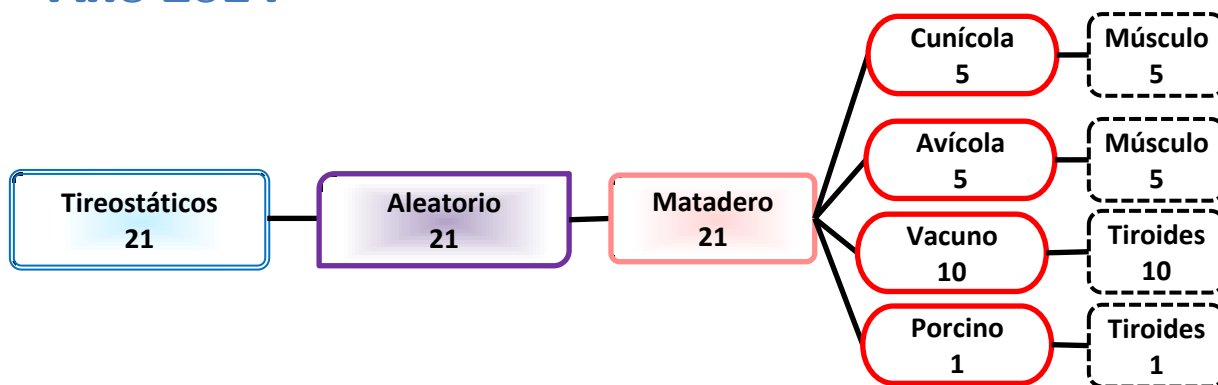 Tireostáticos
21
Aleatorio
21
Matadero
21
Cunícola
5
Músculo
5
Avícola
5
Músculo
5
Vacuno
10
Tiroides
10
Porcino
1
Tiroides
1